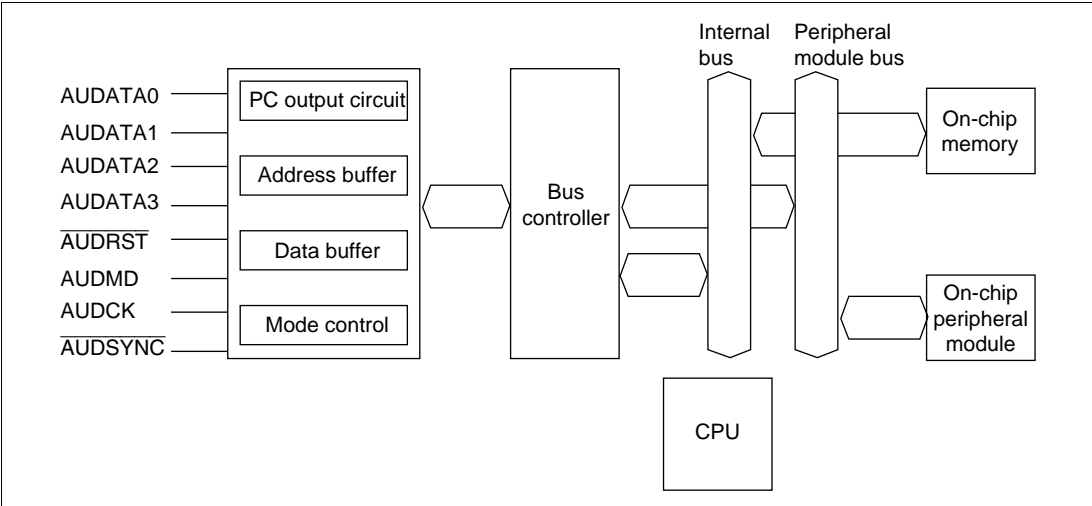 Internal
bus
Peripheral
module bus
AUDATA0
AUDATA1
AUDATA2
AUDATA3
AUDRST
AUDMD
AUDCK
AUDSYNC
PC output circuit
Address buffer
Data buffer
Mode control
Bus
controller
On-chip
memory
On-chip
peripheral
module
CPU